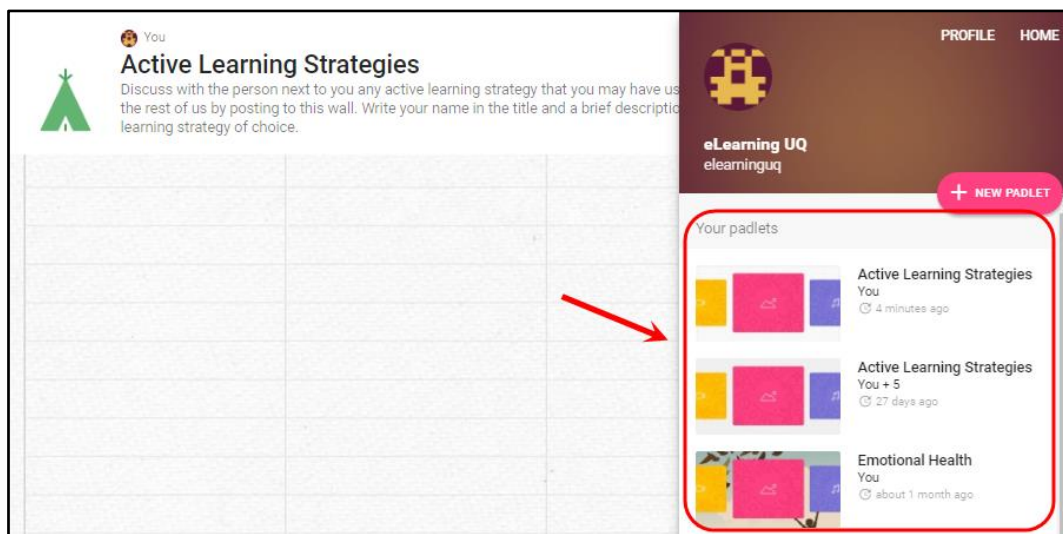 You
Active Learning Strategies
Discuss with the person next to you any active learning strategy that you may have us
the rest of us by posting to this wall. Write your name in the title and a brief descriptio
learning strategy of choice.
PROFILE HOME
eLearning UQ
elearninguq
+ NEW PADLET
Your padlets
Active Learning Strategies
You
4 minutes ago
Active Learning Strategies
You + 5
27 days ago
Emotional Health
You
about 1 month ago